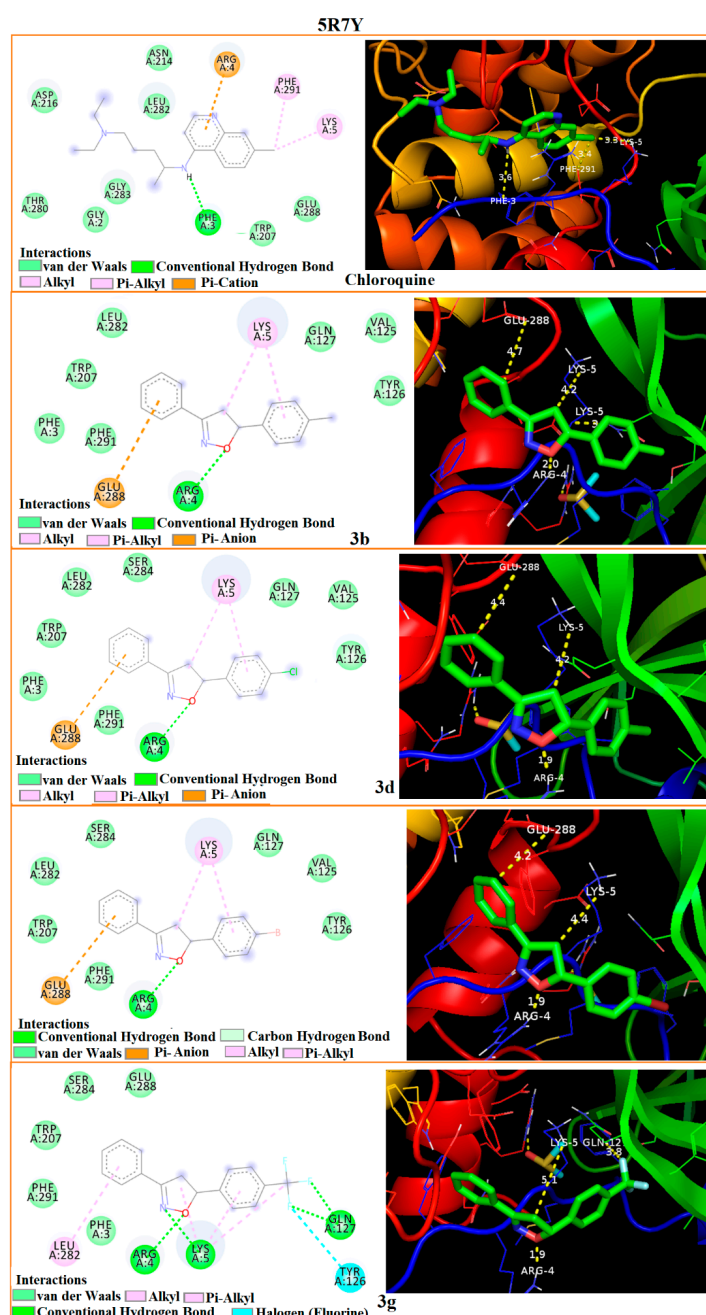 5R7Y
ASN
A:214
ARG
A:4
ASP
A:216
LEU
A:282
PHE
A:291
LYS
A:5
H
THR
A:280
GLY
A:283
GLY
A:2
PHE
A:3
TRP
A:207
GLU
A:288
Interactions
van der Waals Conventional Hydrogen Bond
Alkyl Pi-Alkyl Pi-Cation
3.3 LYS-5
3.4
PHE-291
3.6
PHE-3
Chloroquine
LEU
A:282
LYS
A:5
GLN
A:127
VAL
A:125
TRP
A:207
TYR
A:126
PHE
A:3
PHE
A:291
N
O
GLU
A:288
ARG
A:4
Interactions
van der Waals Conventional Hydrogen Bond
Alkyl Pi-Alkyl Pi-Anion
3b
GLU-288
4.7
LYS-5
4.2
LYS-5
3
2.0
ARG-4
SER
A:284
LEU
A:282
LYS
A:5
GLN
A:127
VAL
A:125
TRP
A:207
TYR
A:126
PHE
A:3
Cl
N
O
GLU
A:288
PHE
A:291
ARG
A:4
Interactions
van der Waals Conventional Hydrogen Bond
Alkyl Pi-Alkyl Pi-Anion
3d
GLU-288
4.4
LYS-5
4.2
1.9
ARG-4
SER
A:284
LYS
A:5
GLN
A:127
LEU
A:282
VAL
A:125
TRP
A:207
TYR
A:126
B
N
O
GLU
A:288
PHE
A:291
ARG
A:4
Interactions
Conventional Hydrogen Bond Carbon Hydrogen Bond
van der Waals Pi-Anion Alkyl Pi-Alkyl
GLU-288
4.2
LYS-5
4.4
1.9
ARG-4
SER
A:284
GLU
A:288
TRP
A:207
PHE
A:291
PHE
A:3
N
O
LEU
A:282
ARG
A:4
LYS
A:5
GLN
A:127
TYR
A:126
Interactions
van der Waals Alkyl Pi-Alkyl
Conventional Hydrogen Bond Halogen (Fluorine)
3g
LYS-5 GLN-12
3.8
5.1
1.9
ARG-4